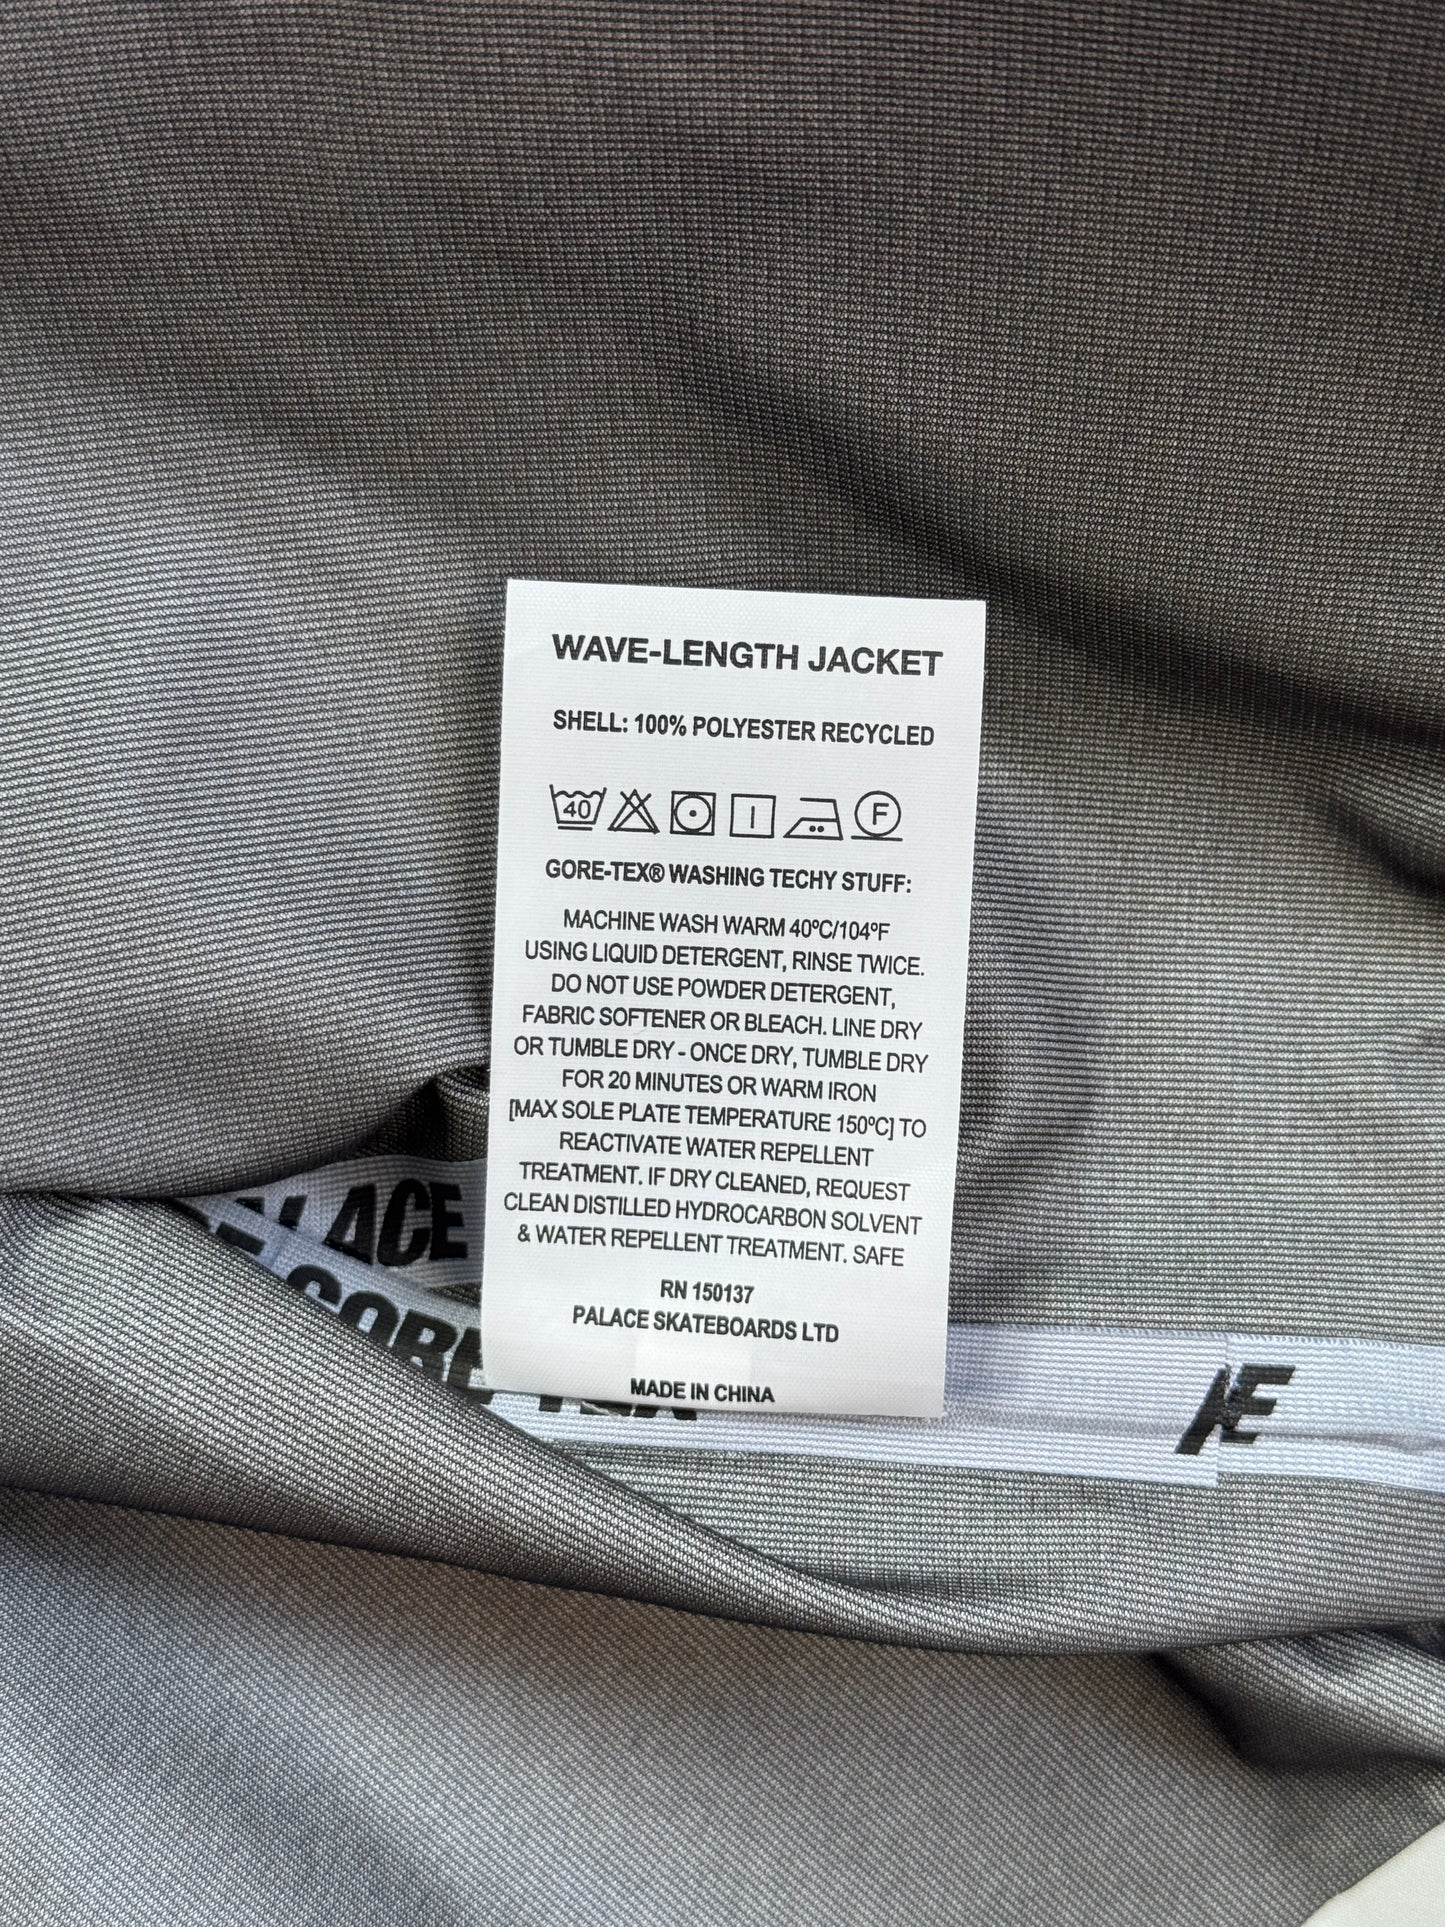 WAVE-LENGTH JACKET
SHELL: 100% POLYESTER RECYCLED
40 F
GORE-TEX® WASHING TECHY STUFF:
MACHINE WASH WARM 40ºC/104ºF
USING LIQUID DETERGENT, RINSE TWICE.
DO NOT USE POWDER DETERGENT,
FABRIC SOFTENER OR BLEACH. LINE DRY
OR TUMBLE DRY - ONCE DRY, TUMBLE DRY
FOR 20 MINUTES OR WARM IRON
[MAX SOLE PLATE TEMPERATURE 150ºC] TO
REACTIVATE WATER REPELLENT
TREATMENT. IF DRY CLEANED, REQUEST
CLEAN DISTILLED HYDROCARBON SOLVENT
& WATER REPELLENT TREATMENT. SAFE
RN 150137
PALACE SKATEBOARDS LTD
MADE IN CHINA
PALACE
GORE-TEX